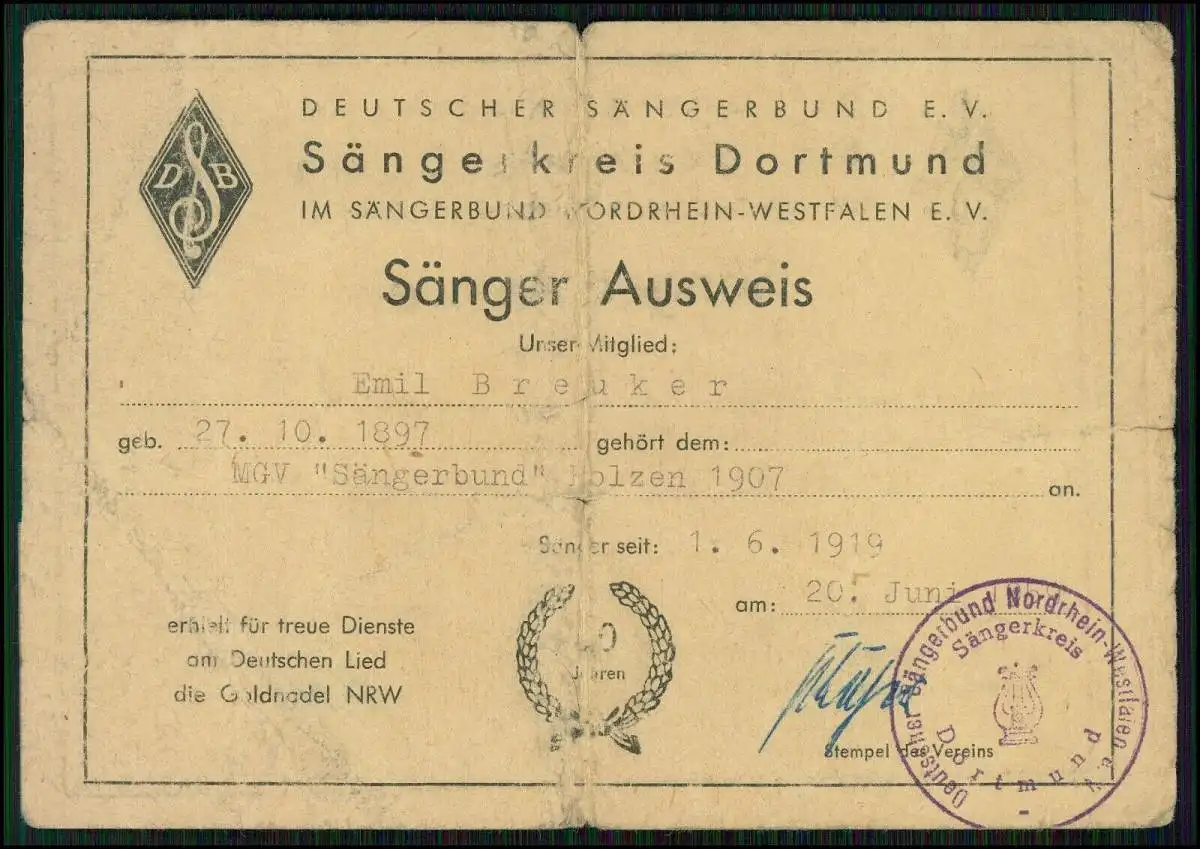 DEUTSCHER SÄNGERBUND E. V.
Sängerkreis Dortmund
IM SÄNGERBUND NORDRHEIN-WESTFALEN E. V.
D B
Sänger Ausweis
Unser Mitglied:
Emil Breuker
geb. 27. 10. 1897 gehört dem:
MGV "Sängerbund" Holzen 1907 an.
Sänger seit: 1. 6. 1919
am: 20. Juni
erhielt für treue Dienste
am Deutschen Lied
die Goldnadel NRW
Jahren
Stempel des Vereins
Deutscher Sängerbund Nordrhein-Westfalen e.V.
Sängerkreis
Dortmund